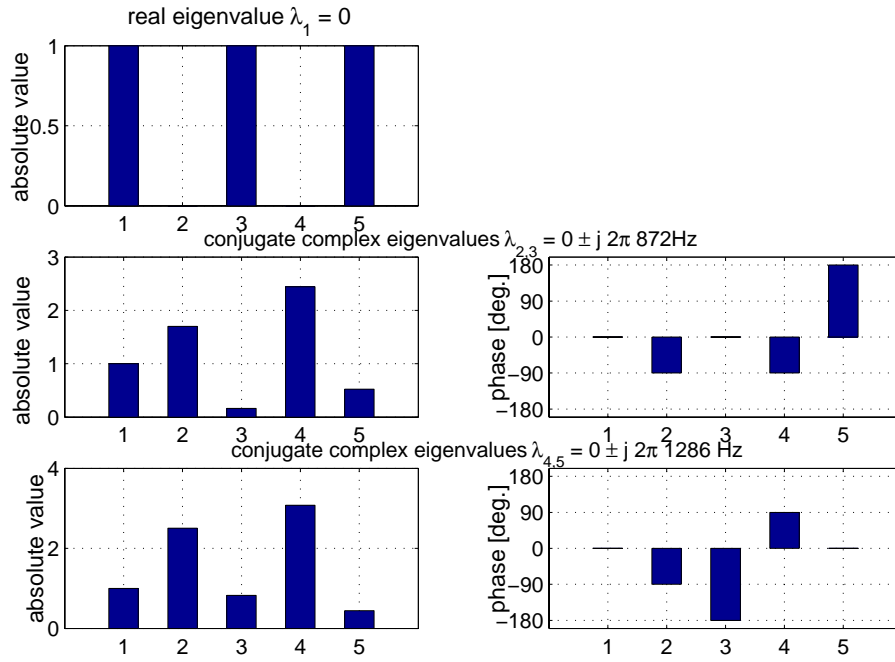 real eigenvalue λ1 = 0
absolute value
1
0.5
0
1 2 3 4 5
conjugate complex eigenvalues λ2,3 = 0 ± j 2π 872Hz
absolute value
3
2
1
0
1 2 3 4 5
phase [deg.]
180
90
0
−90
−180
1 2 3 4 5
conjugate complex eigenvalues λ4,5 = 0 ± j 2π 1286 Hz
absolute value
4
2
0
1 2 3 4 5
phase [deg.]
180
90
0
−90
−180
1 2 3 4 5